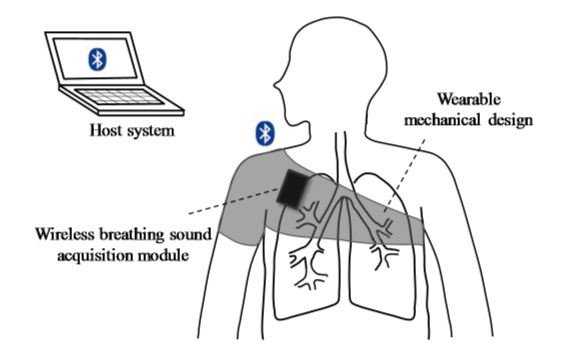 Host system
Wearable
mechanical design
Wireless breathing sound
acquisition module